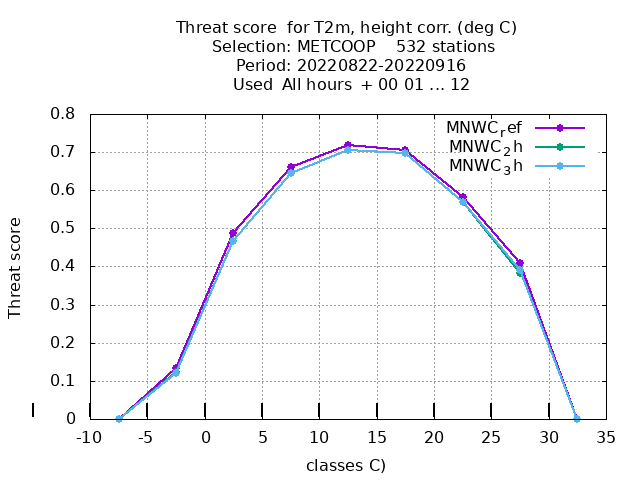 Threat score for T2m, height corr. (deg C)
Selection: METCOOP 532 stations
Period: 20220822-20220916
Used All hours + 00 01 ... 12
MNWC_ref
MNWC_2h
MNWC_3h
0.8
0.7
0.6
0.5
0.4
0.3
0.2
0.1
0
Threat score
-10 -5 0 5 10 15 20 25 30 35
classes C)